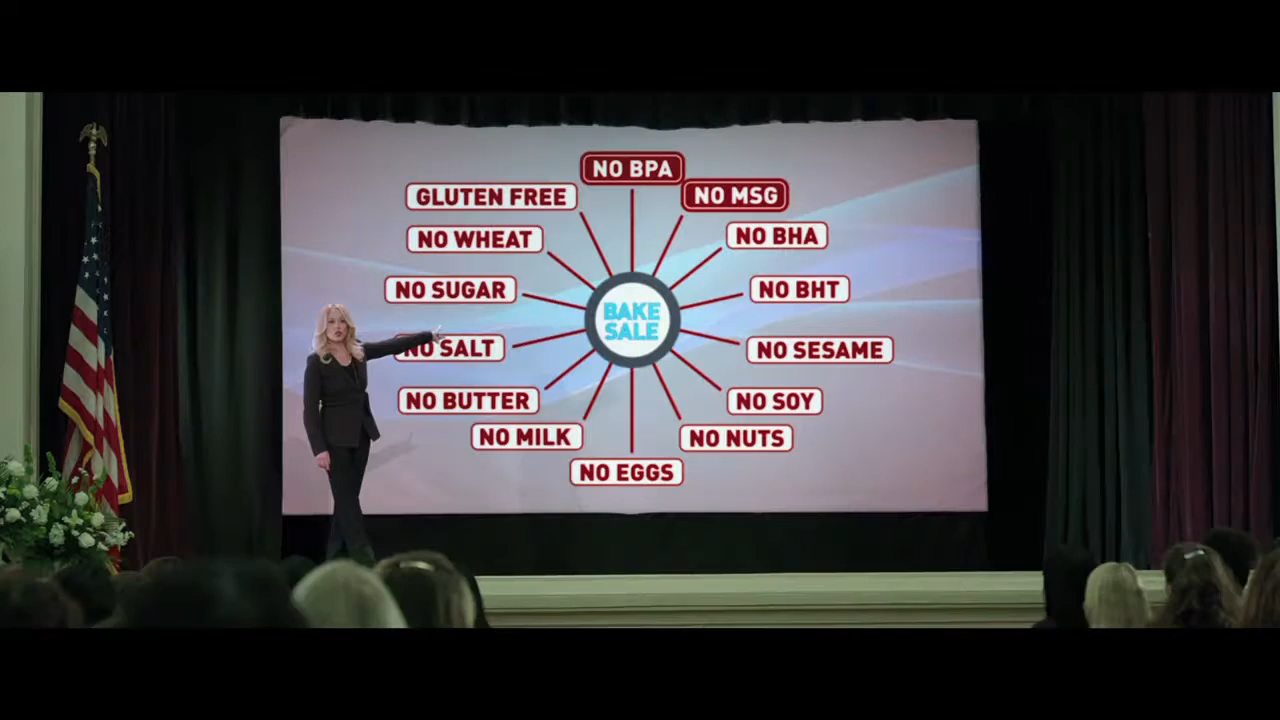 NO BPA
GLUTEN FREE
NO MSG
NO WHEAT
NO BHA
NO SUGAR
NO BHT
BAKE
SALE
NO SALT
NO SESAME
NO BUTTER
NO SOY
NO MILK
NO NUTS
NO EGGS